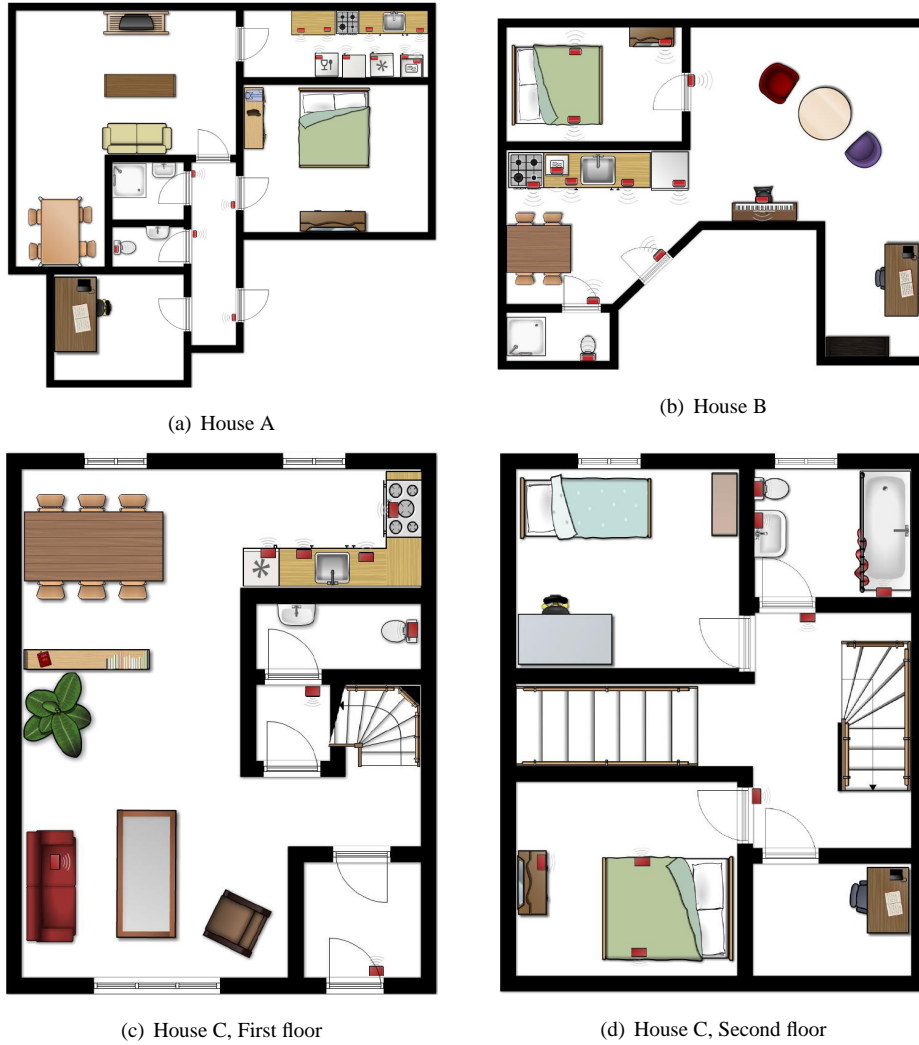 (a) House A
(b) House B
(c) House C, First floor
(d) House C, Second floor